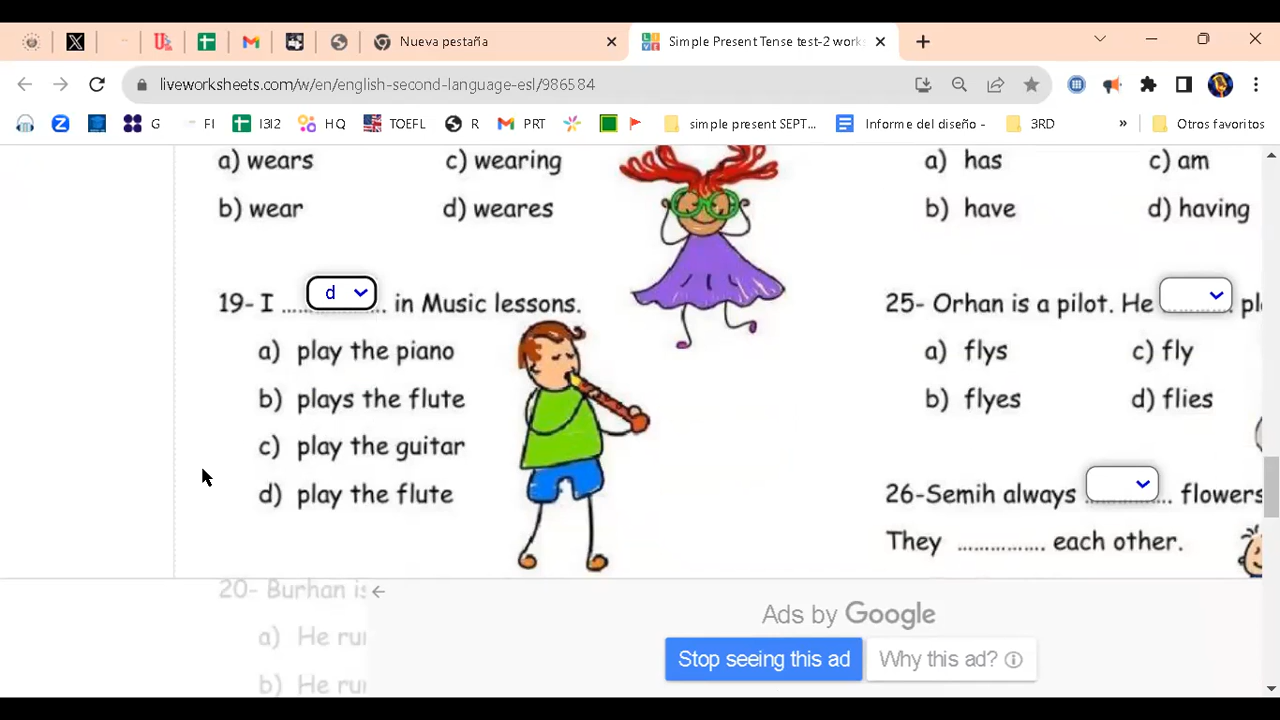 Nueva pestaña
Simple Present Tense test-2 works
liveworksheets.com/w/en/english-second-language-esl/986584
G FI I3I2 HQ TOEFL R PRT simple present SEPT... Informe del diseño - 3RD » Otros favoritos
a) wears c) wearing
b) wear d) weares
19- I ............ d in Music lessons.
a) play the piano
b) plays the flute
c) play the guitar
d) play the flute
20- Burhan is
a) He run
b) He ru
a) has c) am
b) have d) having
25- Orhan is a pilot. He ............ pl
a) flys c) fly
b) flyes d) flies
26-Semih always ............ flowers
They ............... each other.
Ads by Google
Stop seeing this ad Why this ad?